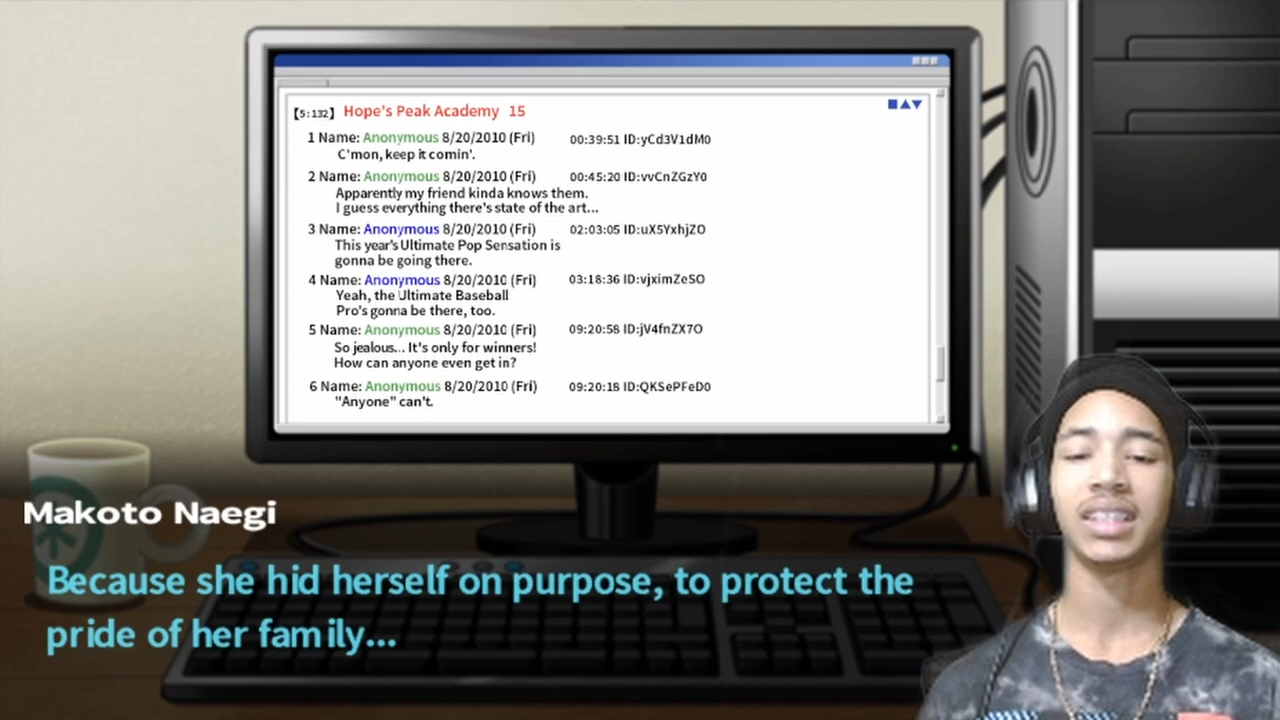 【5:132】 Hope's Peak Academy 15
1 Name: Anonymous 8/20/2010 (Fri) 00:39:51 ID:yCd3V1dM0
C'mon, keep it comin'.
2 Name: Anonymous 8/20/2010 (Fri) 00:45:20 ID:vvCnZGzY0
Apparently my friend kinda knows them.
I guess everything there's state of the art...
3 Name: Anonymous 8/20/2010 (Fri) 02:03:05 ID:uX5YxhjZO
This year's Ultimate Pop Sensation is
gonna be going there.
4 Name: Anonymous 8/20/2010 (Fri) 03:18:36 ID:vjximZeSO
Yeah, the Ultimate Baseball
Pro's gonna be there, too.
5 Name: Anonymous 8/20/2010 (Fri) 09:20:58 ID:jV4fnZX7O
So jealous... It's only for winners!
How can anyone even get in?
6 Name: Anonymous 8/20/2010 (Fri) 09:20:18 ID:QKSePFeD0
"Anyone" can't.
Makoto Naegi
Because she hid herself on purpose, to protect the
pride of her family...